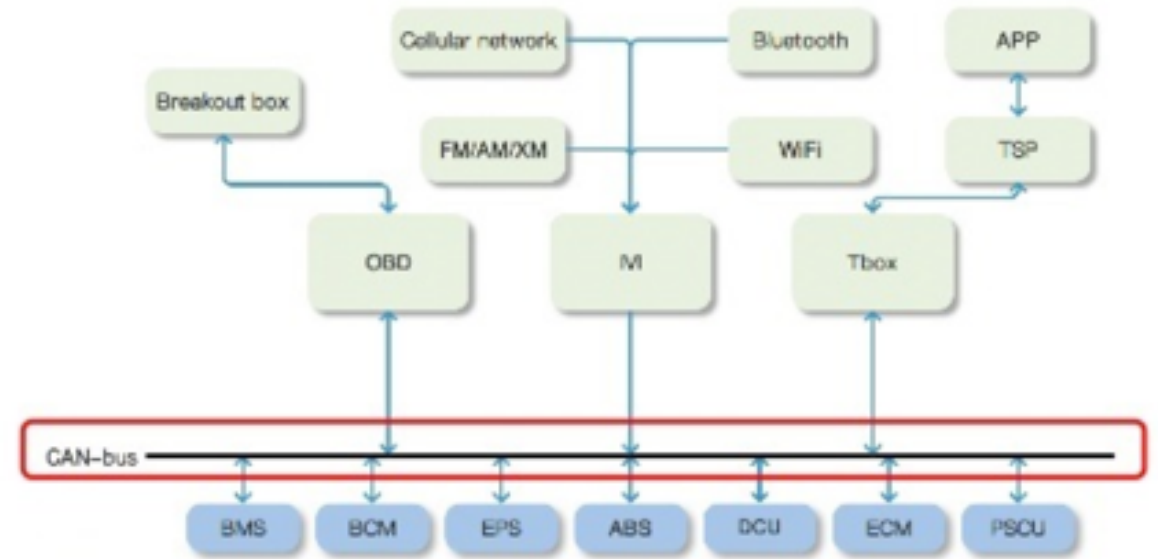 Cellular network
Bluetooth
APP
Breakout box
FM/AM/XM
WiFi
TSP
OBD
IVI
Tbox
CAN-bus
BMS
BCM
EPS
ABS
DCU
ECM
PSCU